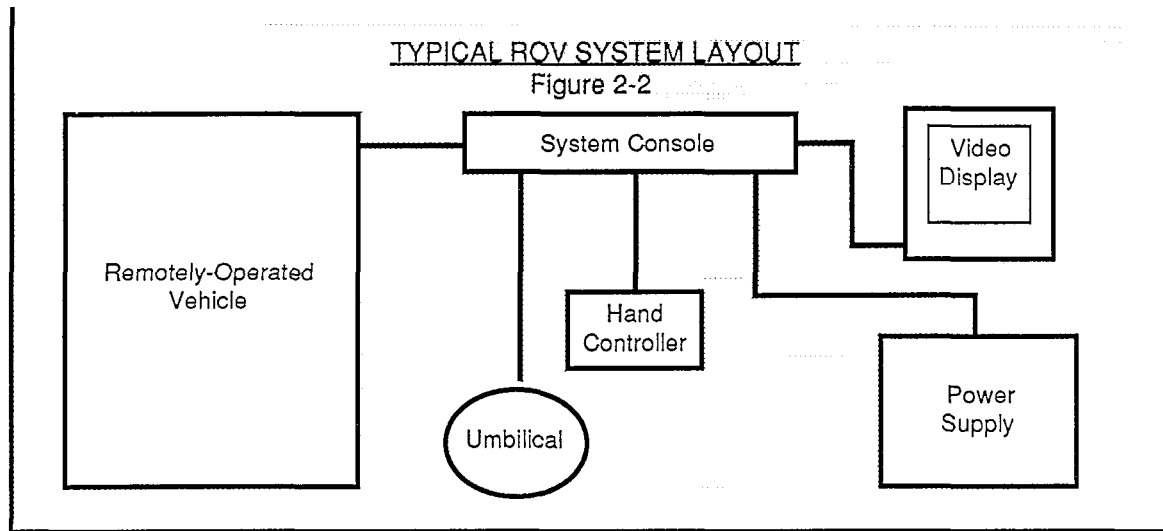 TYPICAL ROV SYSTEM LAYOUT
Figure 2-2
System Console
Video
Display
Remotely-Operated
Vehicle
Hand
Controller
Power
Supply
Umbilical